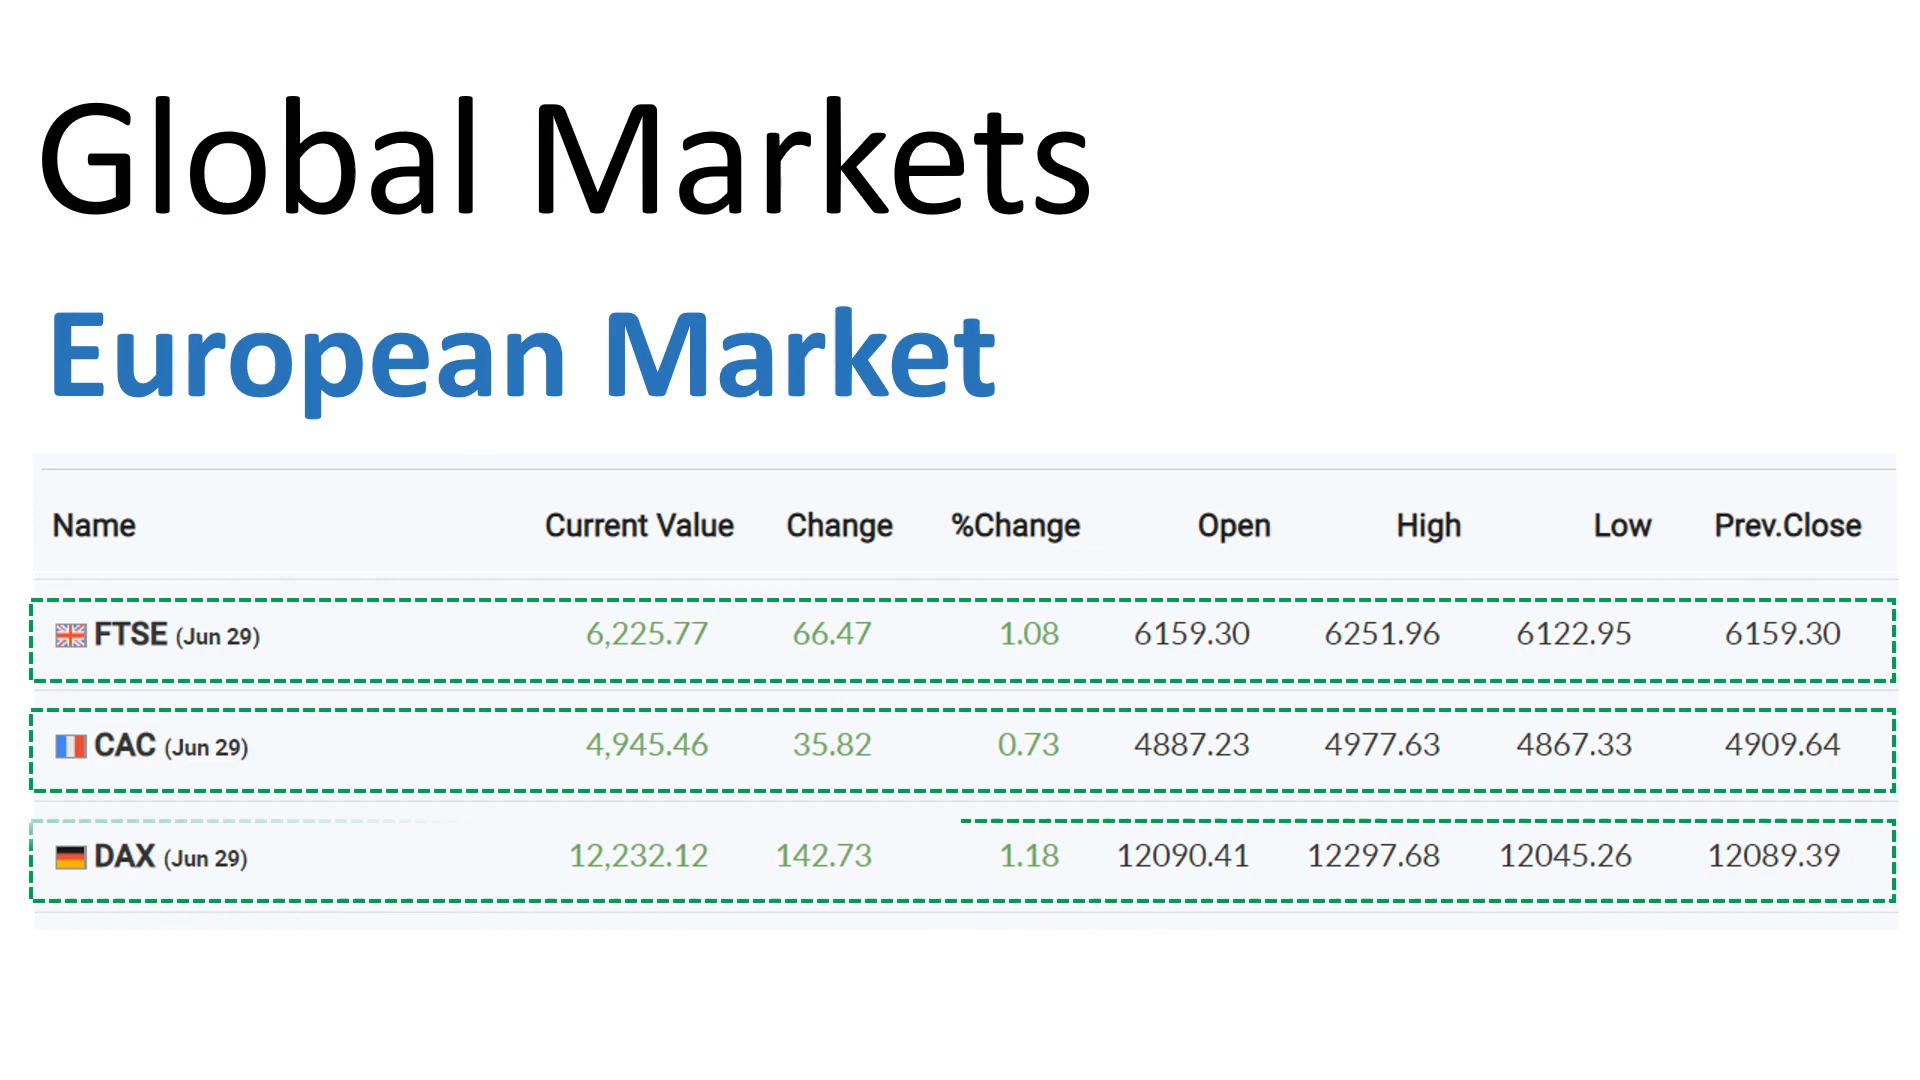 Global Markets
European Market
Name Current Value Change %Change Open High Low Prev.Close
FTSE (Jun 29) 6,225.77 66.47 1.08 6159.30 6251.96 6122.95 6159.30
CAC (Jun 29) 4,945.46 35.82 0.73 4887.23 4977.63 4867.33 4909.64
DAX (Jun 29) 12,232.12 142.73 1.18 12090.41 12297.68 12045.26 12089.39